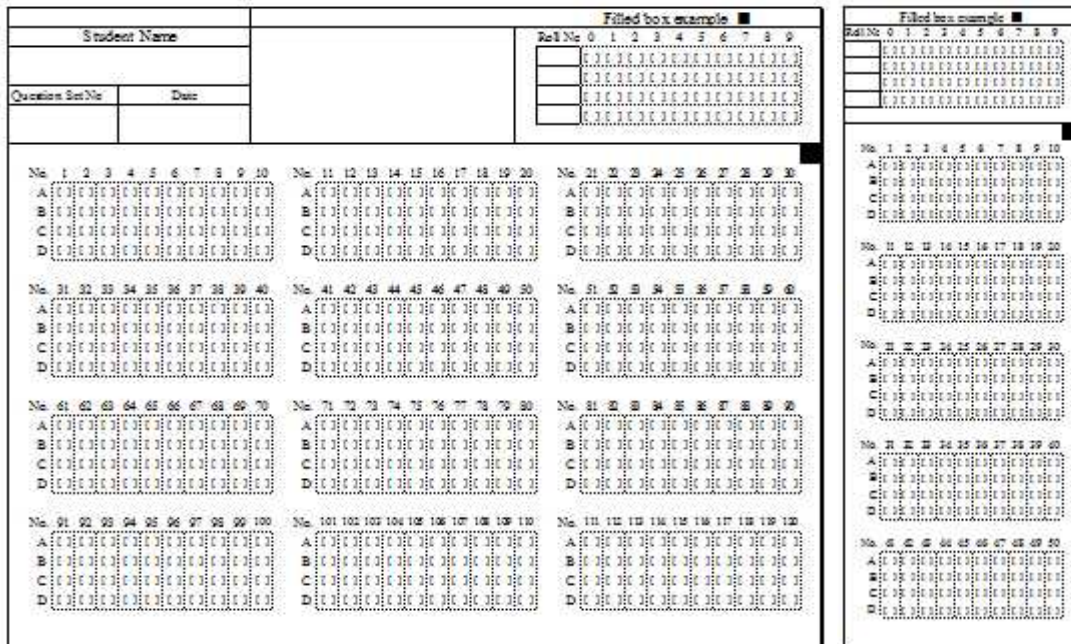 Filled box example
Student Name
Roll No 0 1 2 3 4 5 6 7 8 9
Question Set No Date
No. 1 2 3 4 5 6 7 8 9 10
A
B
C
D
No. 11 12 13 14 15 16 17 18 19 20
A
B
C
D
No. 21 22 23 24 25 26 27 28 29 30
A
B
C
D
No. 31 32 33 34 35 36 37 38 39 40
A
B
C
D
No. 41 42 43 44 45 46 47 48 49 50
A
B
C
D
No. 51 52 53 54 55 56 57 58 59 60
A
B
C
D
No. 61 62 63 64 65 66 67 68 69 70
A
B
C
D
No. 71 72 73 74 75 76 77 78 79 80
A
B
C
D
No. 81 82 83 84 85 86 87 88 89 90
A
B
C
D
No. 91 92 93 94 95 96 97 98 99 100
A
B
C
D
No. 101 102 103 104 105 106 107 108 109 110
A
B
C
D
No. 111 112 113 114 115 116 117 118 119 120
A
B
C
D
Filled box example
Roll No 0 1 2 3 4 5 6 7 8 9
No. 1 2 3 4 5 6 7 8 9 10
A
B
C
D
No. 11 12 13 14 15 16 17 18 19 20
A
B
C
D
No.
A
B
C
D
No.
A
B
C
D
No.
A
B
C
D